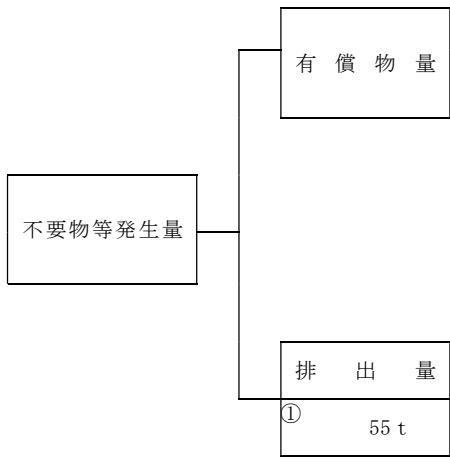 有償物量
不要物等発生量
排出量
①
55 t